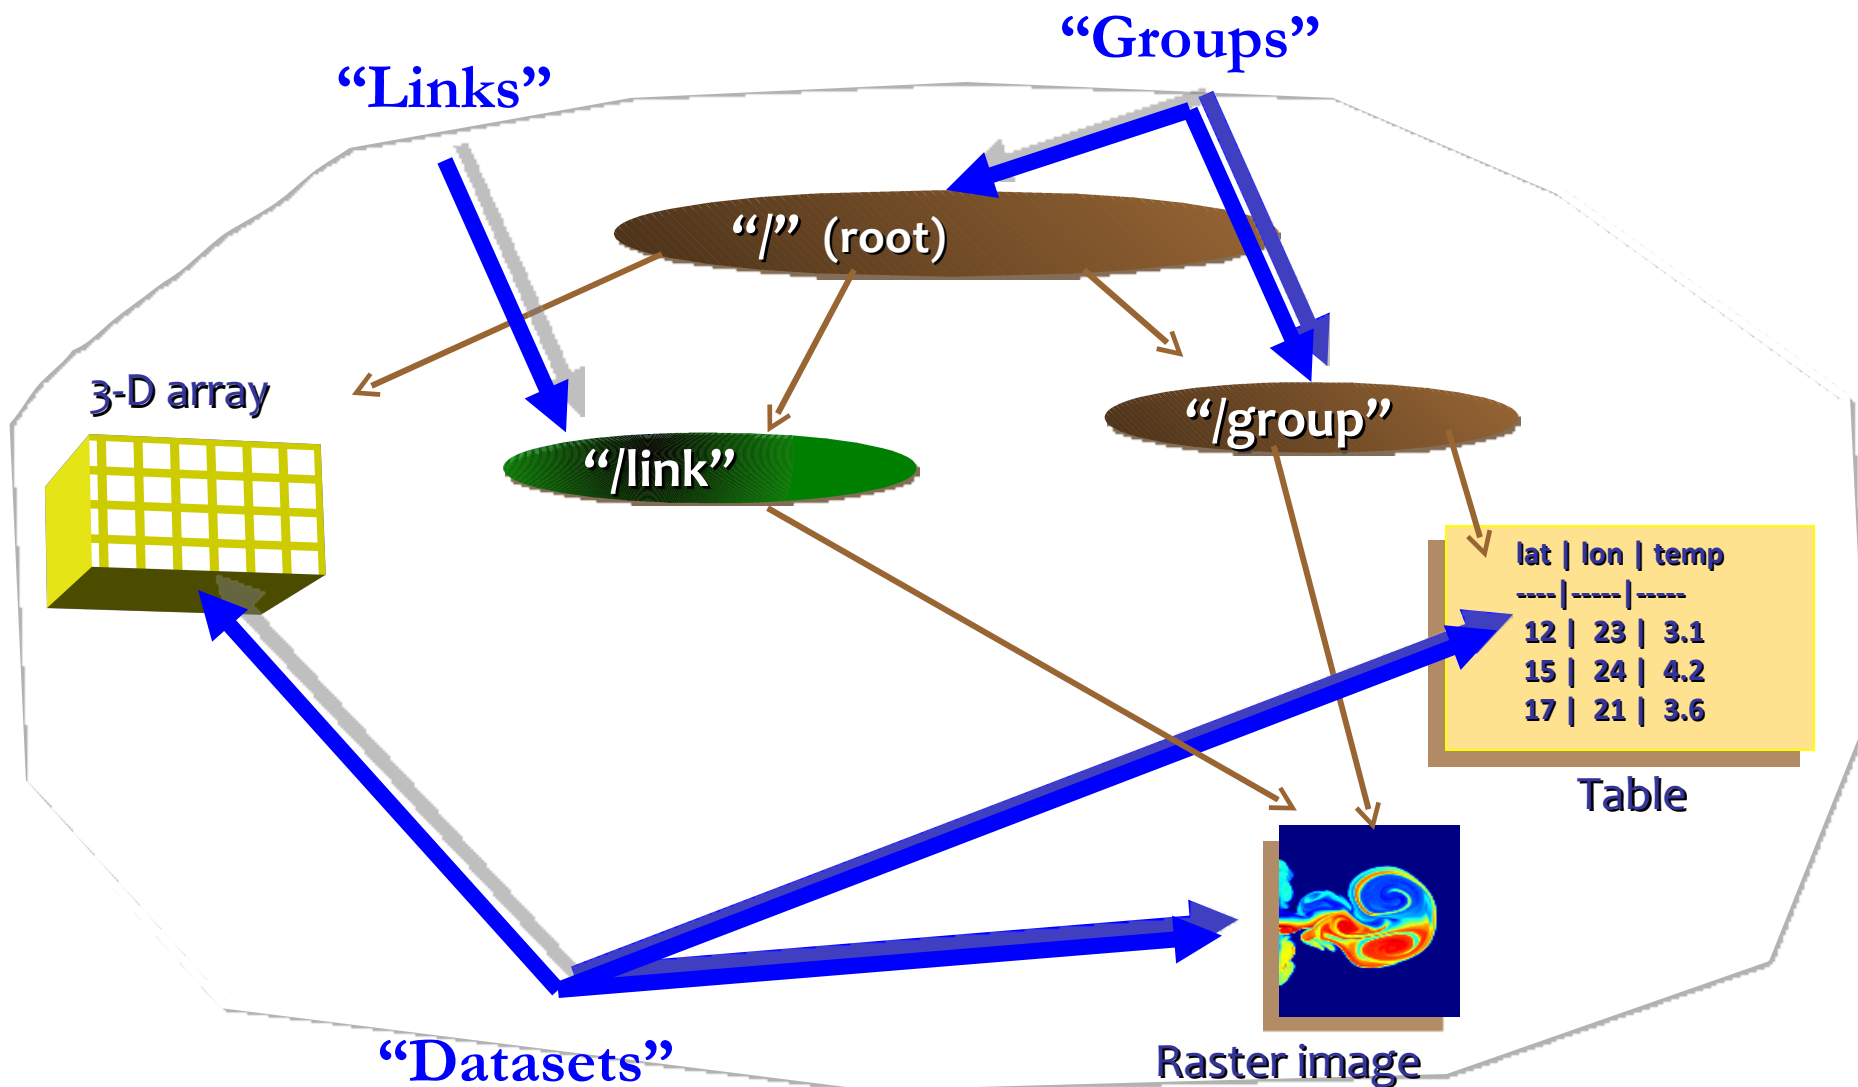 “Groups”
“Links”
“/” (root)
3-D array
“/group”
“/link”
lat | lon | temp
----|-----|-----
12 | 23 | 3.1
15 | 24 | 4.2
17 | 21 | 3.6
Table
“Datasets”
Raster image